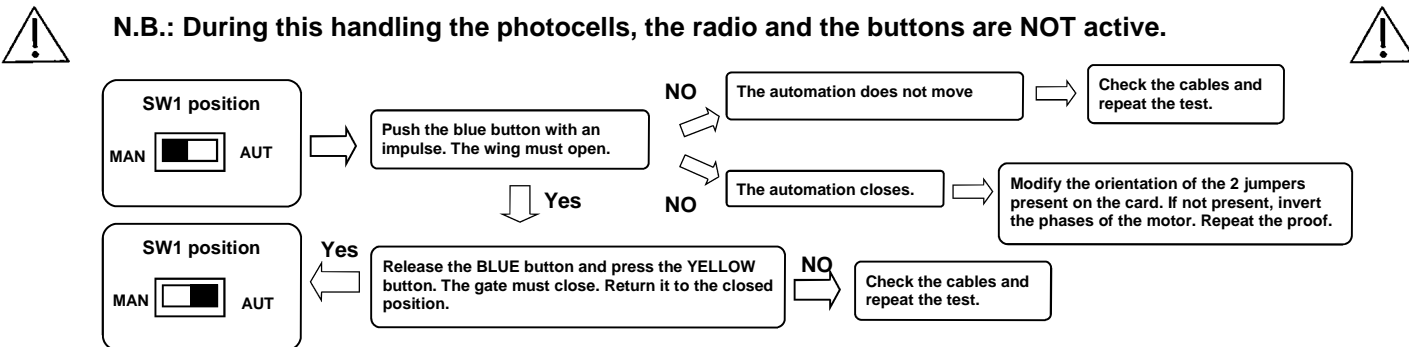 N.B.: During this handling the photocells, the radio and the buttons are NOT active.
SW1 position
MAN
AUT
Push the blue button with an
impulse. The wing must open.
NO
The automation does not move
Check the cables and
repeat the test.
NO
The automation closes.
Modify the orientation of the 2 jumpers
present on the card. If not present, invert
the phases of the motor. Repeat the proof.
Yes
SW1 position
MAN
AUT
Yes
Release the BLUE button and press the YELLOW
button. The gate must close. Return it to the closed
position.
NO
Check the cables and
repeat the test.